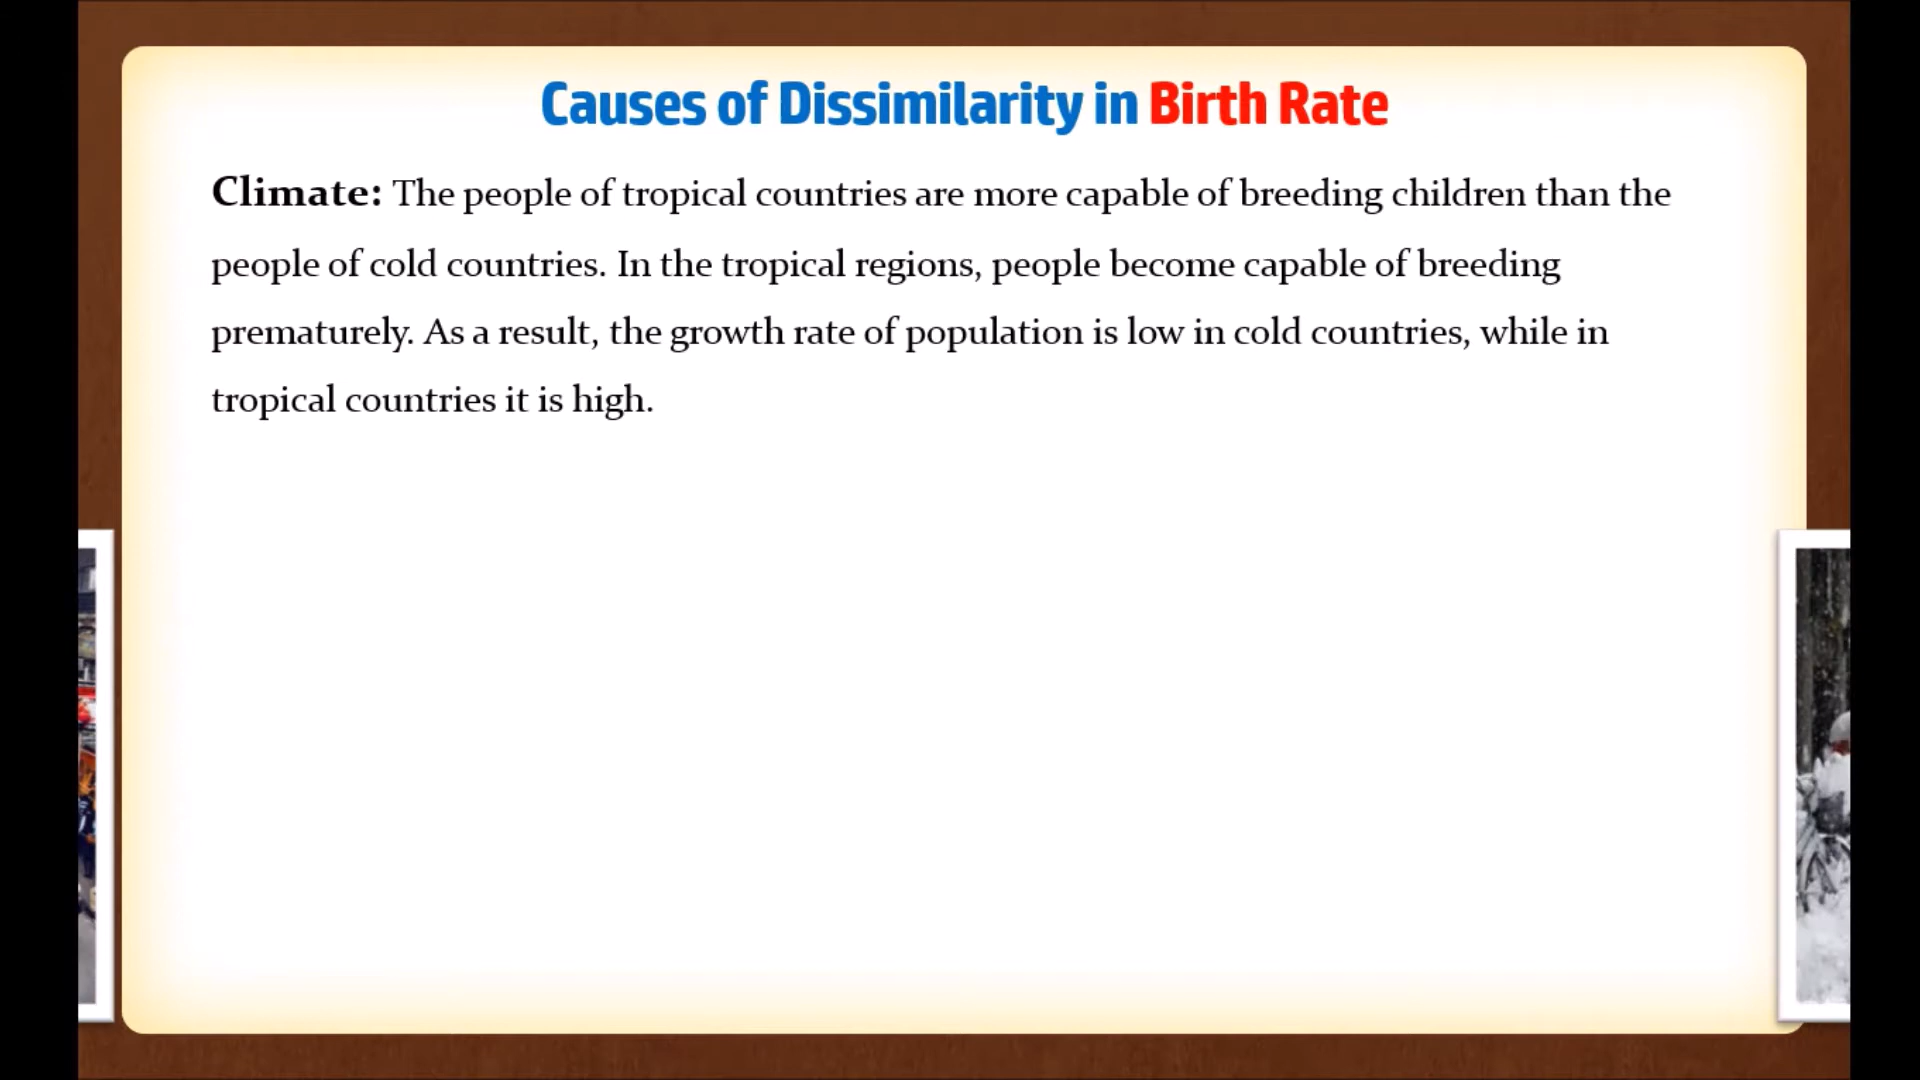 Causes of Dissimilarity in Birth Rate
Climate: The people of tropical countries are more capable of breeding children than the
people of cold countries. In the tropical regions, people become capable of breeding
prematurely. As a result, the growth rate of population is low in cold countries, while in
tropical countries it is high.